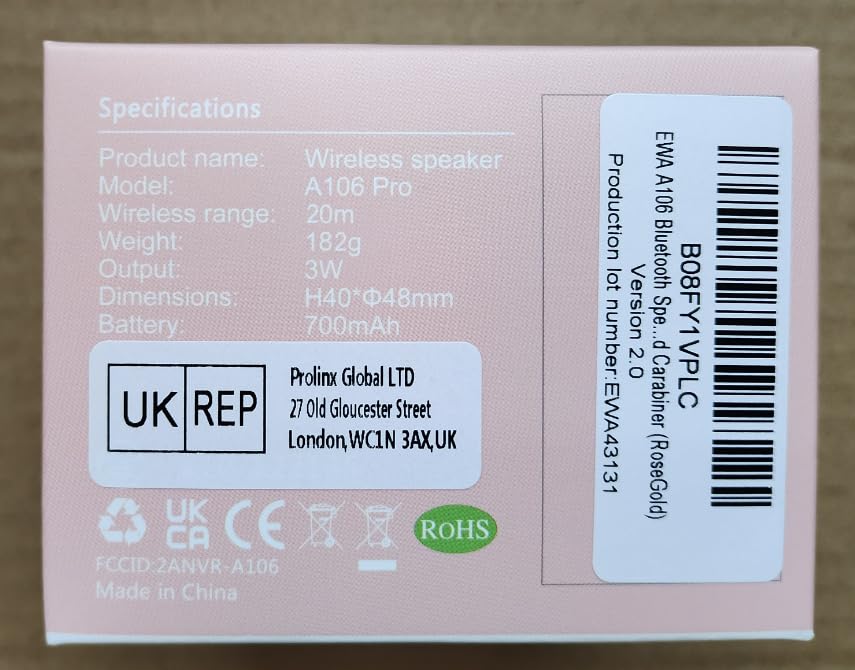 Specifications
Product name: Wireless speaker
Model: A106 Pro
Wireless range: 20m
Weight: 182g
Output: 3W
Dimensions: H40*Φ48mm
Battery: 700mAh
UK REP
Prolinx Global LTD
27 Old Gloucester Street
London,WC1N 3AX,UK
UK
CA
CE
RoHS
FCCID:2ANVR-A106
Made in China
B08FY1VPLC
EWA A106 Bluetooth Spe...d Carabiner (RoseGold)
Version 2.0
Production lot number:EWA43131